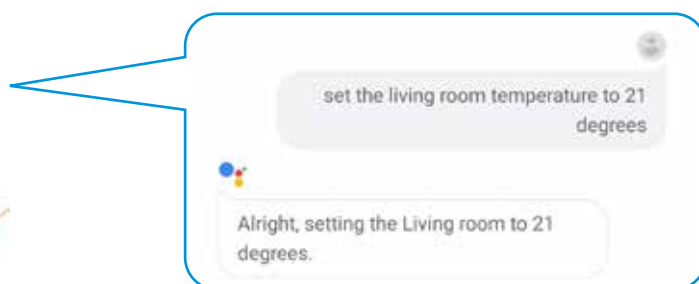 set the living room temperature to 21
degrees
Alright, setting the Living room to 21
degrees.